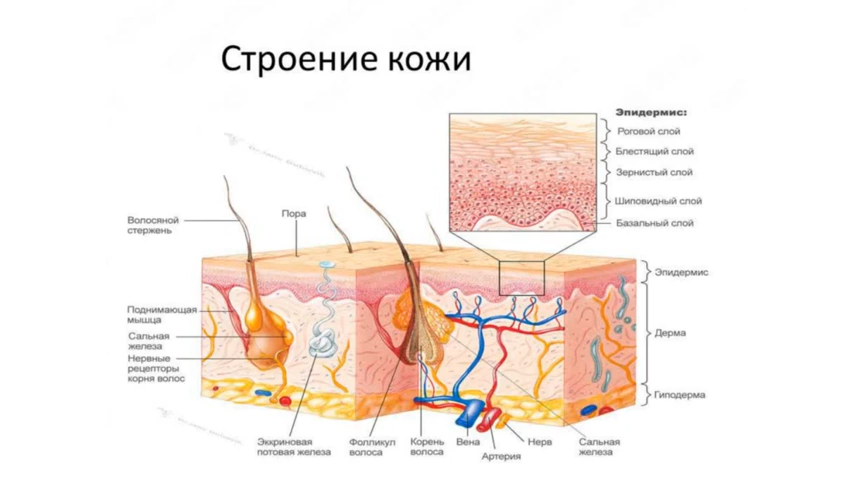 Строение кожи
Эпидермис:
Роговой слой
Блестящий слой
Зернистый слой
Шиповидный слой
Базальный слой
Волосяной
стержень
Пора
Эпидермис
Дерма
Гиподерма
Поднимающая
мышца
Сальная
железа
Нервные
рецепторы
корня волос
Эккриновая
потовая железа
Фолликул
волоса
Корень
волоса
Вена
Артерия
Нерв
Сальная
железа